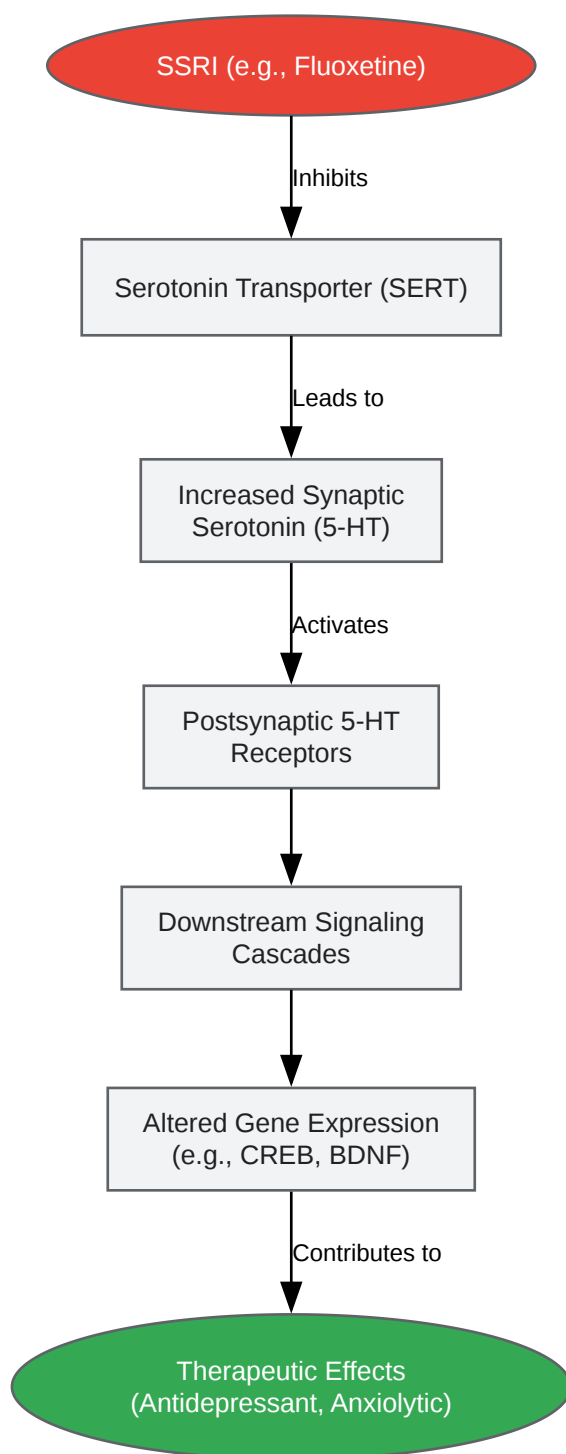 SSRI (e.g., Fluoxetine)
Inhibits
Serotonin Transporter (SERT)
Leads to
Increased Synaptic
Serotonin (5-HT)
Activates
Postsynaptic 5-HT
Receptors
Downstream Signaling
Cascades
Altered Gene Expression
(e.g., CREB, BDNF)
Contributes to
Therapeutic Effects
(Antidepressant, Anxiolytic)